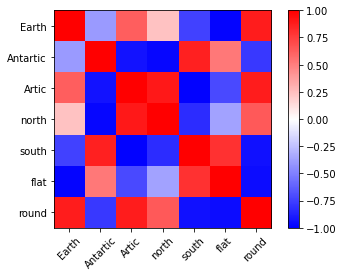 Earth
Antartic
Artic
north
south
flat
round
Earth Antartic Artic north south flat round
1.00
0.75
0.50
0.25
0.00
−0.25
−0.50
−0.75
−1.00